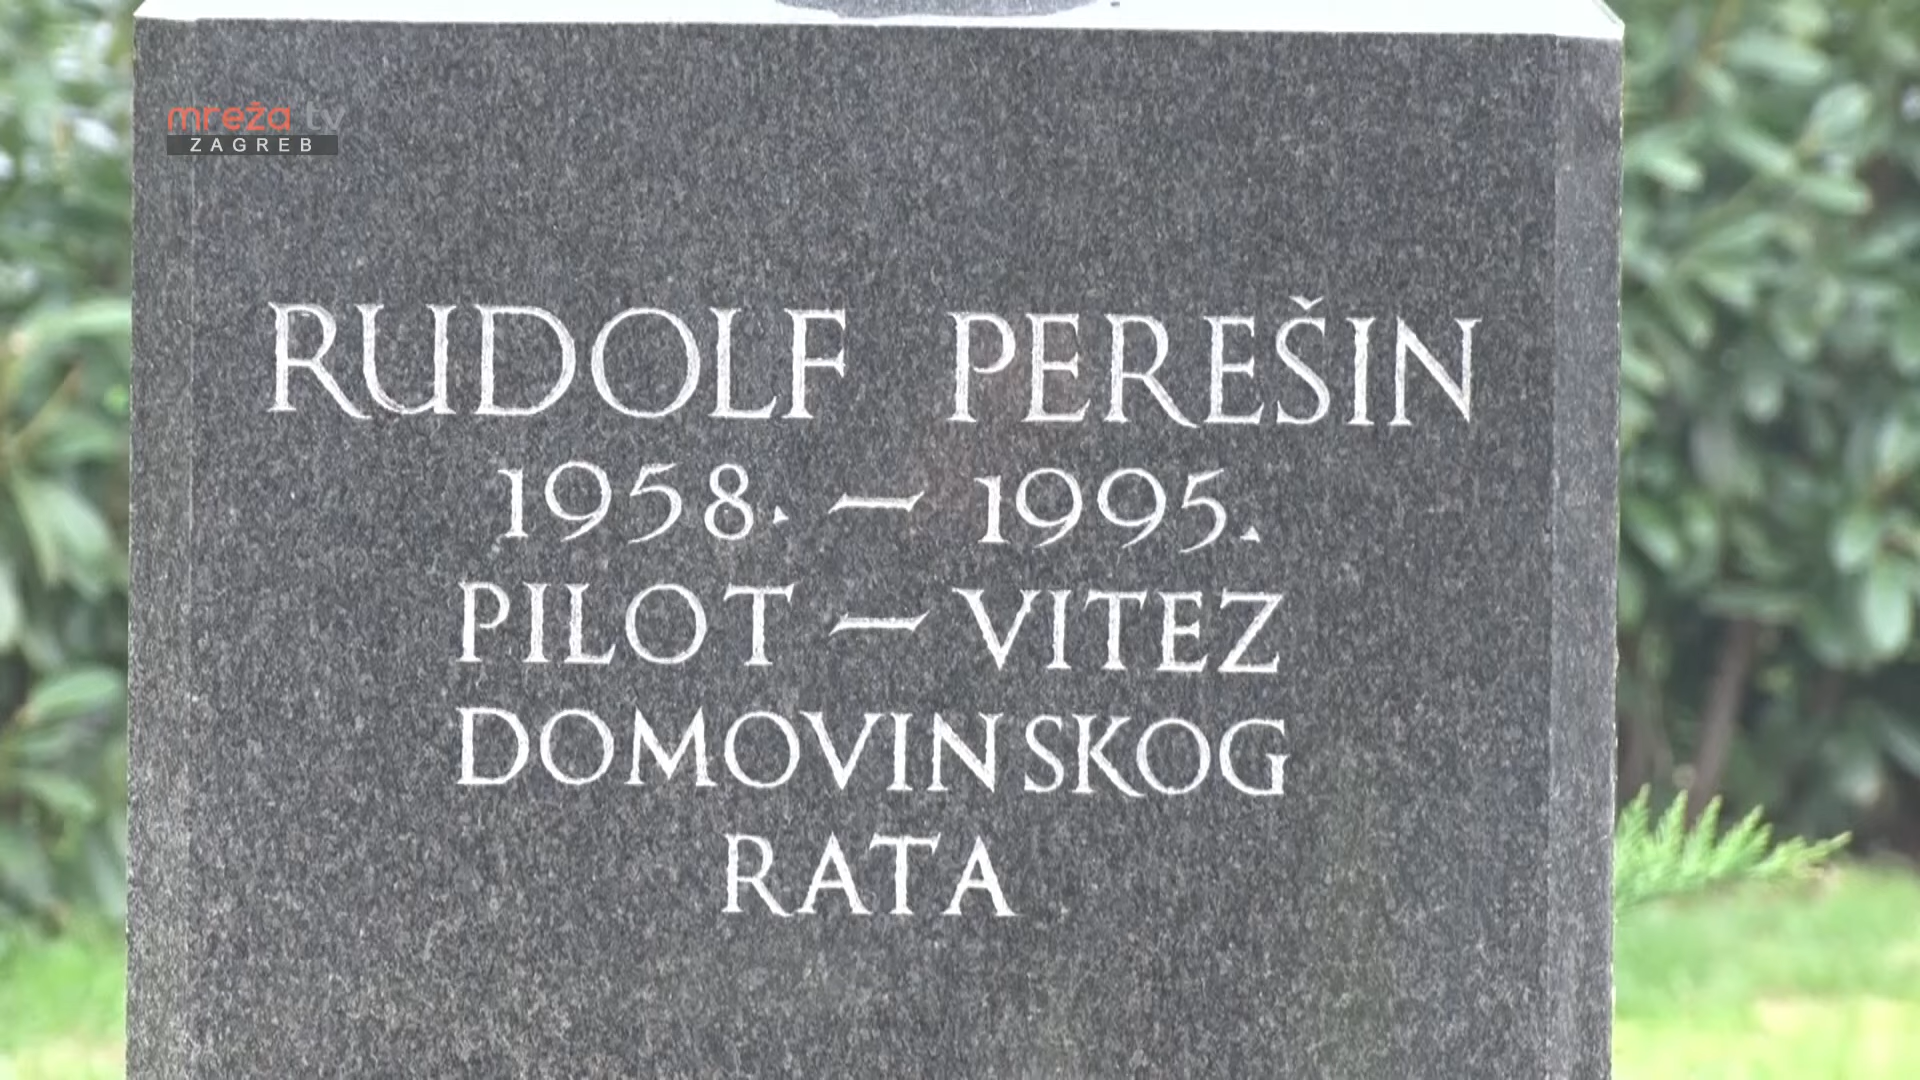 mreža tv
ZAGREB
RUDOLF PEREŠIN
1958. – 1995.
PILOT – VITEZ
DOMOVINSKOG
RATA